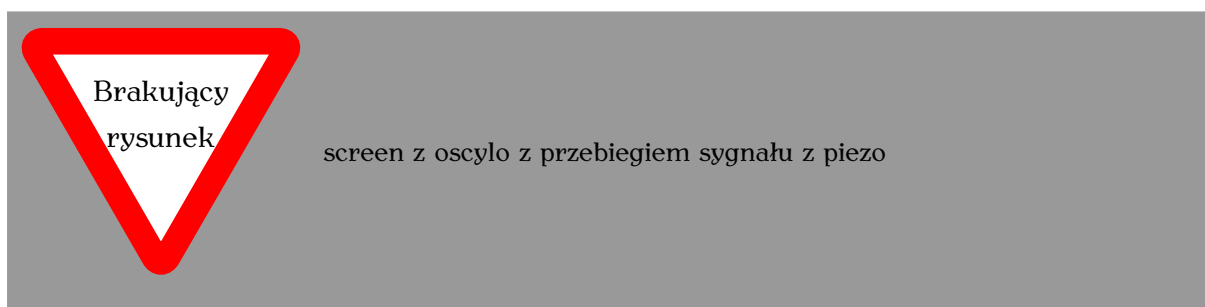 Brakujący
rysunek
screen z oscylo z przebiegiem sygnału z piezo